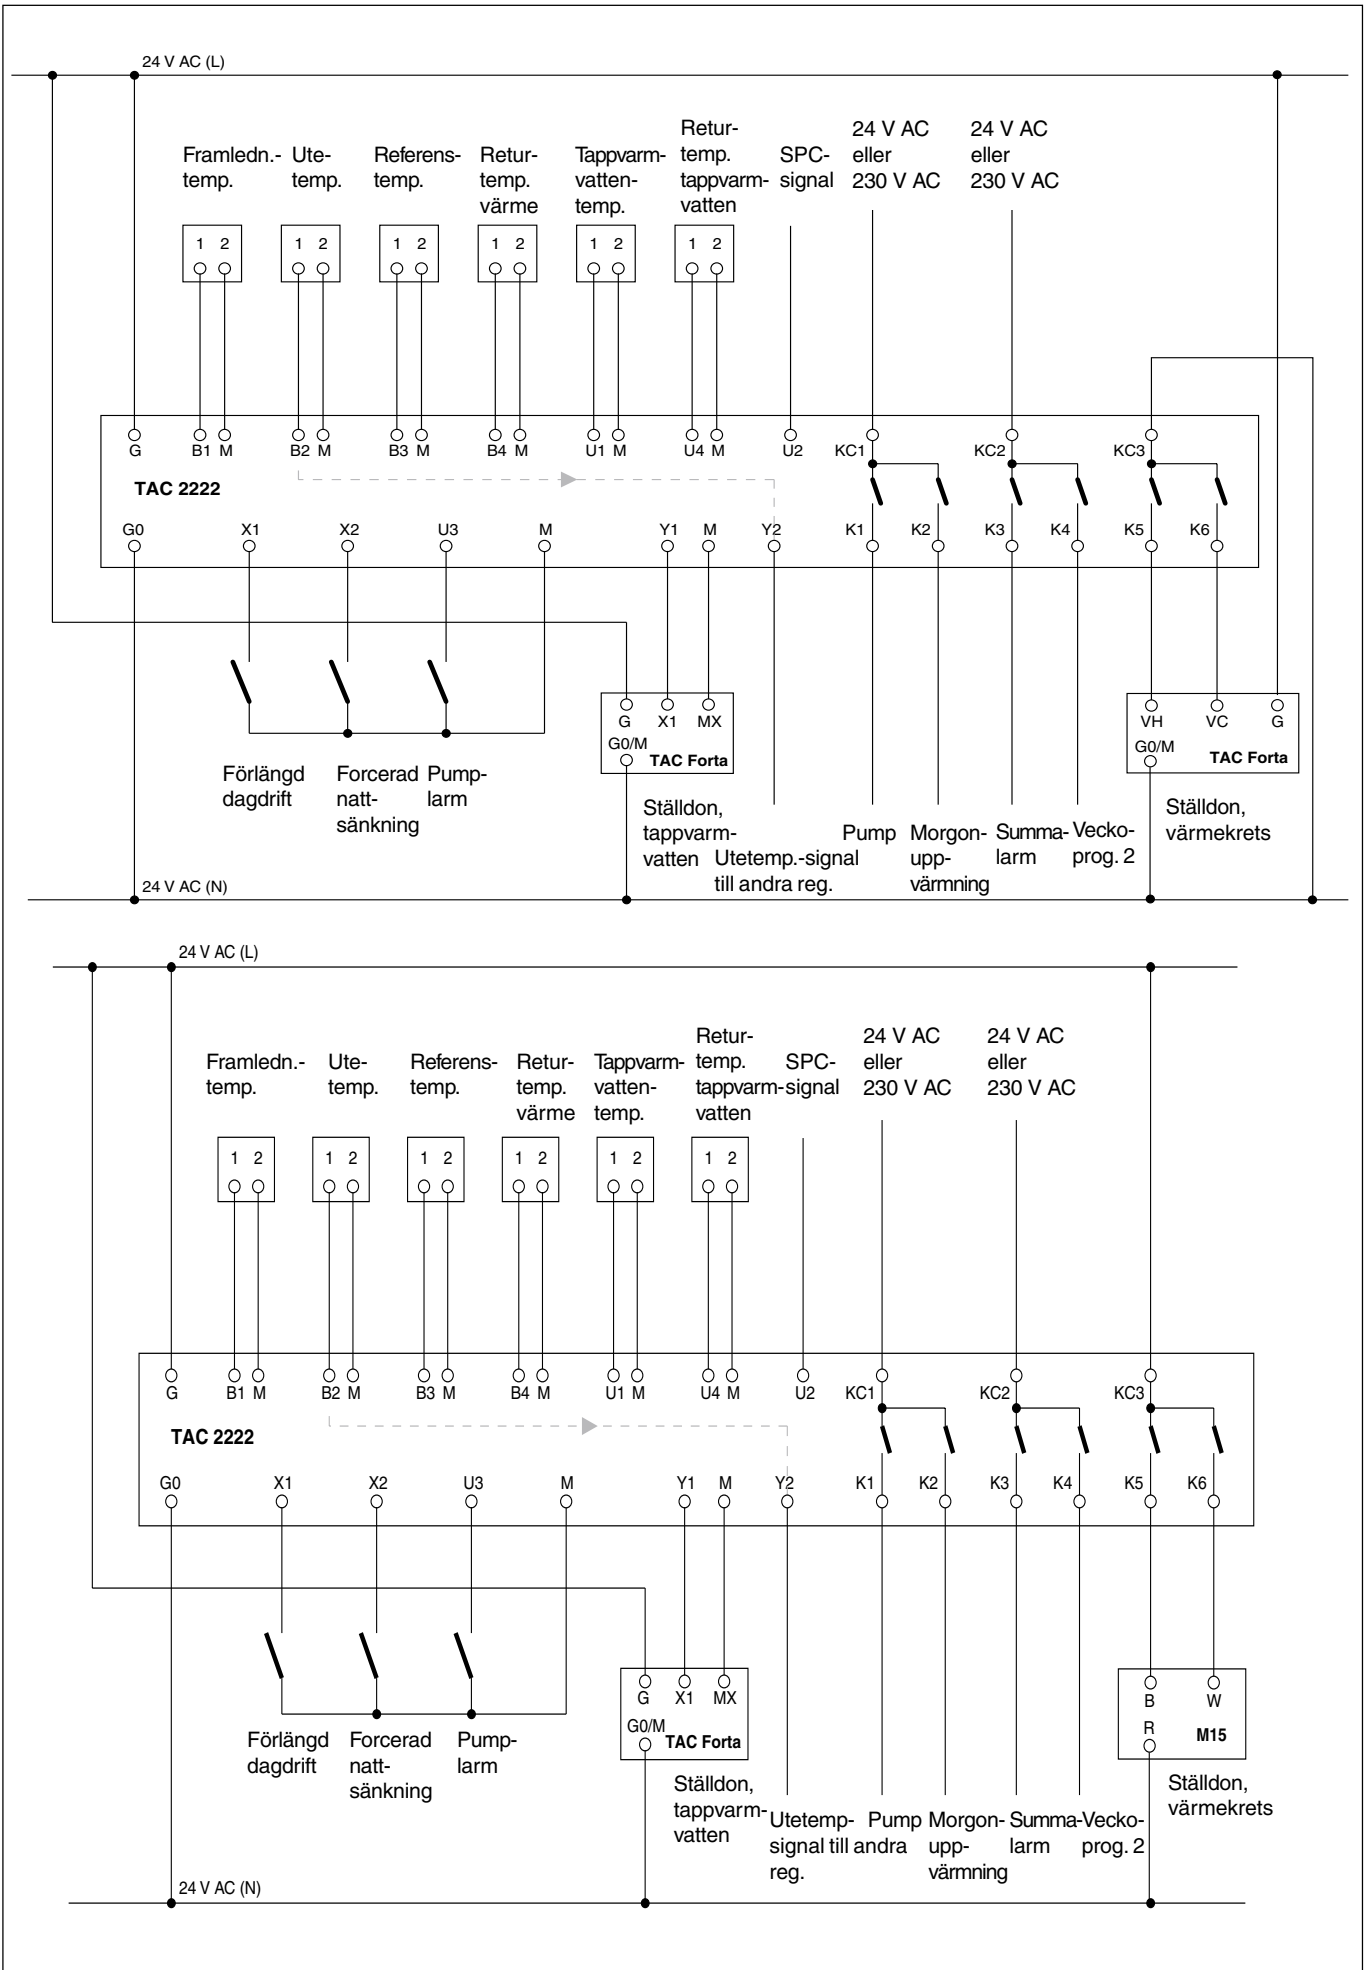 24 V AC (L)
24 V AC 24 V AC
Retur- eller eller
Framledn.- Ute- Referens- Retur- Tappvarm- temp. SPC- 230 V AC 230 V AC
temp. temp. temp. temp. vatten- tappvarm- signal
värme temp. vatten
1 2 1 2 1 2 1 2 1 2 1 2
G B1 M B2 M B3 M B4 M U1 M U4 M U2 KC1 KC2 KC3
TAC 2222
G0 X1 X2 U3 M Y1 M Y2 K1 K2 K3 K4 K5 K6
G X1 MX VH VC G
G0/M TAC Forta G0/M TAC Forta
Förlängd Forcerad Pump-
dagdrift natt- larm
sänkning
Ställdon, Ställdon,
tappvarm- värmekrets
vatten
Utetemp.-signal Pump Morgon- Summa- Vecko-
till andra reg. upp- larm prog. 2
värmning
24 V AC (N)
24 V AC (L)
24 V AC 24 V AC
Retur- eller eller
Framledn.- Ute- Referens- Retur- Tappvarm- temp. SPC- 230 V AC 230 V AC
temp. temp. temp. temp. vatten- tappvarm- signal
värme temp. vatten
1 2 1 2 1 2 1 2 1 2 1 2
G B1 M B2 M B3 M B4 M U1 M U4 M U2 KC1 KC2 KC3
TAC 2222
G0 X1 X2 U3 M Y1 M Y2 K1 K2 K3 K4 K5 K6
G X1 MX B W
G0/M TAC Forta R M15
Förlängd Forcerad Pump-
dagdrift natt- larm
sänkning
Ställdon, Ställdon,
tappvarm- värmekrets
vatten
Utetemp- Pump Morgon- Summa- Vecko-
signal till andra upp- larm prog. 2
reg. värmning
24 V AC (N)